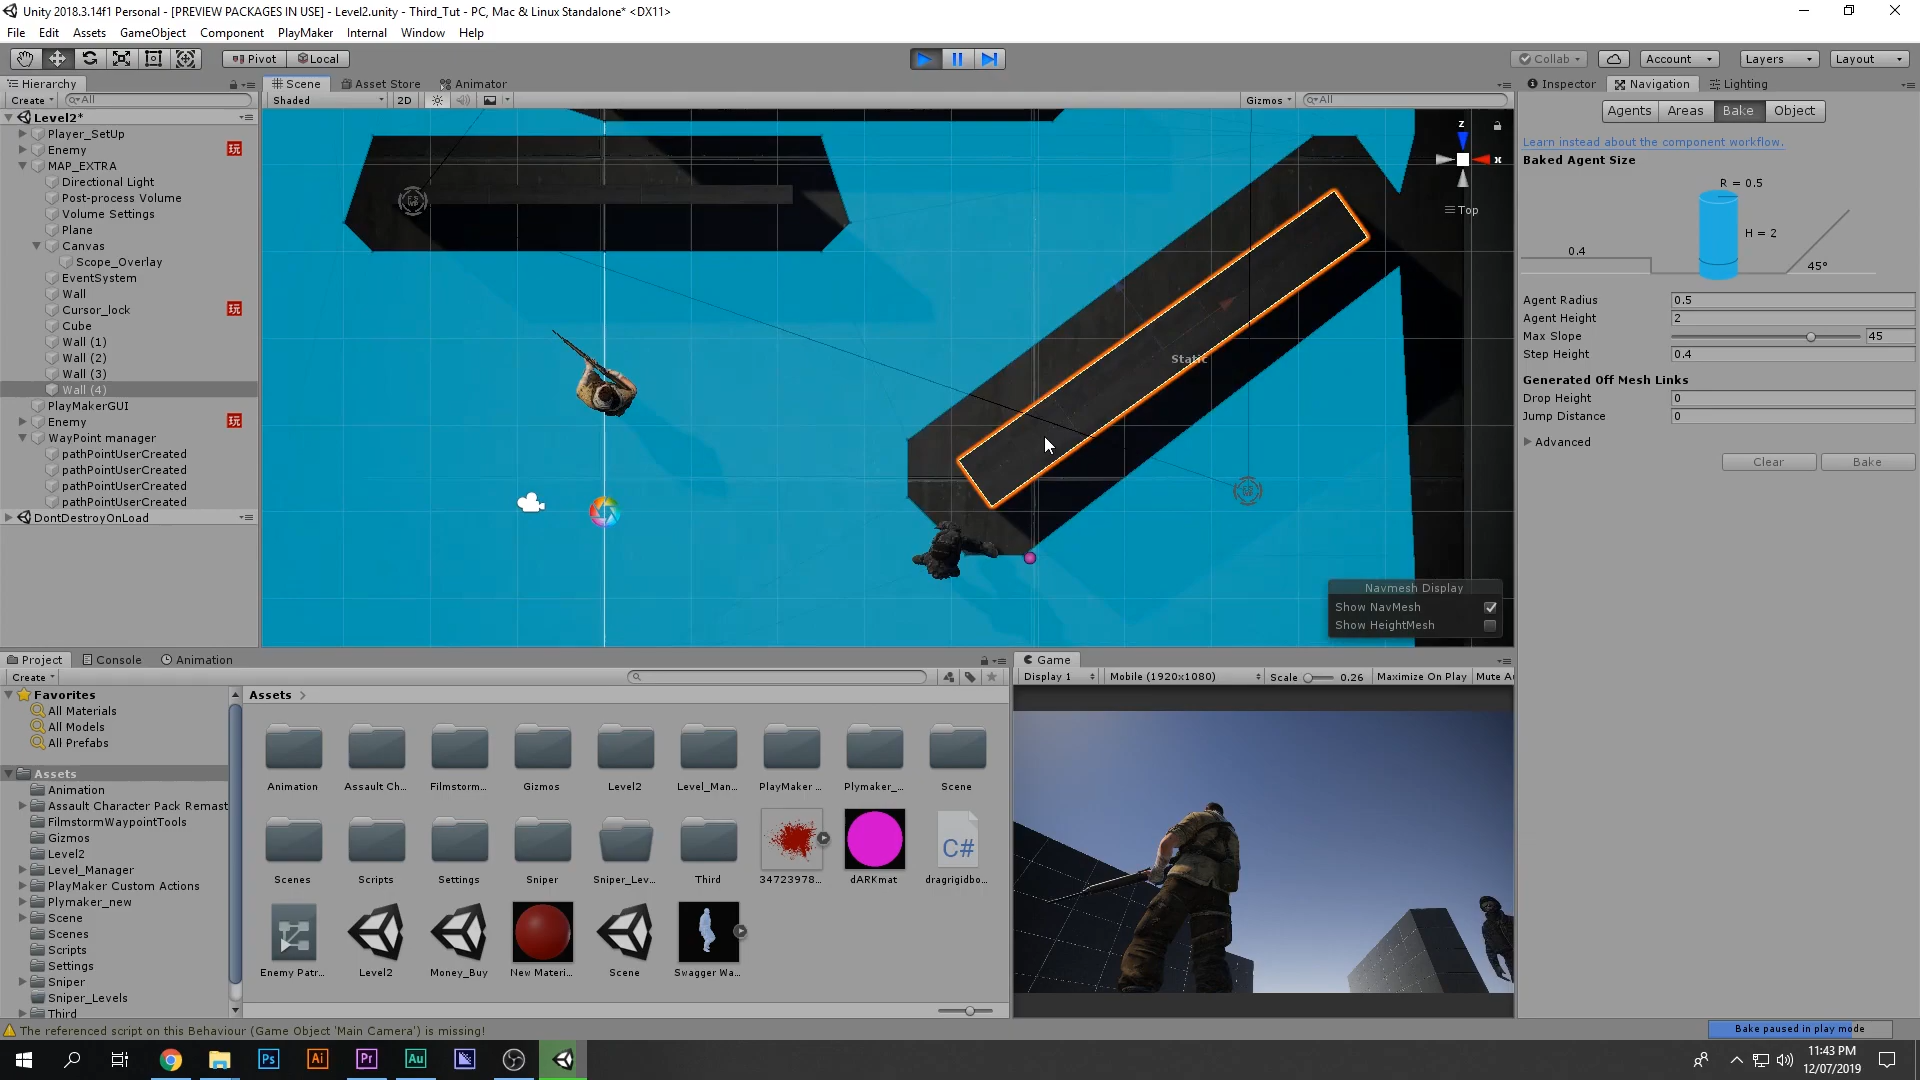 Unity 2018.3.14f1 Personal - [PREVIEW PACKAGES IN USE] - Level2.unity - Third_Tut - PC, Mac & Linux Standalone* <DX11>
File Edit Assets GameObject Component PlayMaker Internal Window Help
Pivot Local Collab Account Layers Layout
Hierarchy
Create All
Level2*
Player_SetUp
Enemy 玩
MAP_EXTRA
Directional Light
Post-process Volume
Volume Settings
Plane
Canvas
Scope_Overlay
EventSystem
Wall
Cursor_lock 玩
Cube
Wall (1)
Wall (2)
Wall (3)
Wall (4)
PlayMakerGUI
Enemy 玩
WayPoint manager
pathPointUserCreated
pathPointUserCreated
pathPointUserCreated
pathPointUserCreated
DontDestroyOnLoad
Scene Asset Store Animator
Shaded 2D Gizmos All
z
x
Top
Static
Navmesh Display
Show NavMesh
Show HeightMesh
Inspector Navigation Lighting
Agents Areas Bake Object
Learn instead about the component workflow.
Baked Agent Size
R = 0.5
H = 2
0.4
45°
Agent Radius 0.5
Agent Height 2
Max Slope 45
Step Height 0.4
Generated Off Mesh Links
Drop Height 0
Jump Distance 0
Advanced
Clear Bake
Project Console Animation
Create
Favorites
All Materials
All Models
All Prefabs
Assets
Animation
Assault Character Pack Remast
FilmstormWaypointTools
Gizmos
Level2
Level_Manager
PlayMaker Custom Actions
Plymaker_new
Scene
Scenes
Scripts
Settings
Sniper
Sniper_Levels
Third
Assets
Animation Assault Ch... Filmstorm... Gizmos Level2 Level_Man... PlayMaker ... Plymaker_... Scene
C#
Scenes Scripts Settings Sniper Sniper_Lev... Third 34723978... dARKmat dragrigidbo...
Enemy Patr... Level2 Money_Buy New Materi... Scene Swagger Wa...
Game
Display 1 Mobile (1920x1080) Scale 0.26 Maximize On Play Mute A
The referenced script on this Behaviour (Game Object 'Main Camera') is missing!
Bake paused in play mode
Ps Ai Pr Au
11:43 PM
12/07/2019